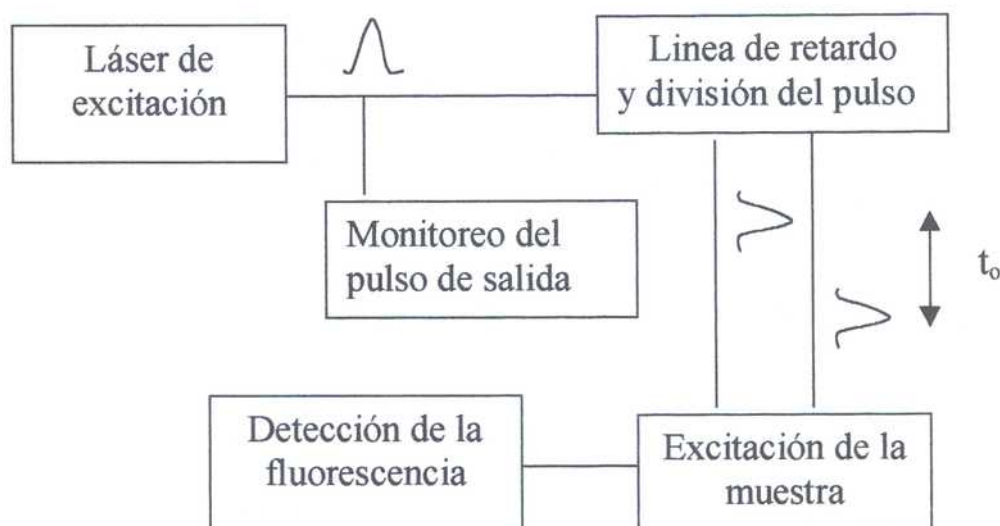 Láser de
excitación
Linea de retardo
y división del pulso
Monitoreo del
pulso de salida
t₀
Detección de la
fluorescencia
Excitación de la
muestra